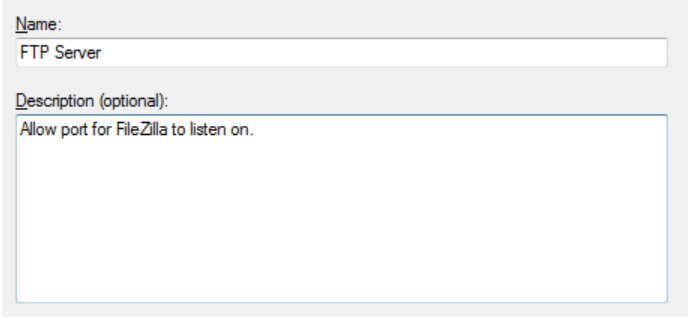 Name:
FTP Server
Description (optional):
Allow port for FileZilla to listen on.